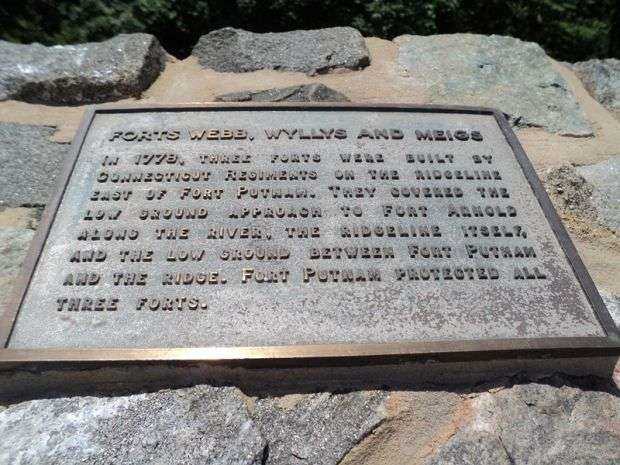 FORTS WEBB, WYLLYS AND MEIGS
IN 1778, THREE FORTS WERE BUILT BY
CONNECTICUT REGIMENTS ON THE RIDGELINE
EAST OF FORT PUTNAM. THEY COVERED THE
LOW GROUND APPROACH TO FORT ARNOLD
ALONG THE RIVER, THE RIDGELINE ITSELF,
AND THE LOW GROUND BETWEEN FORT PUTNAM
AND THE RIDGE. FORT PUTNAM PROTECTED ALL
THREE FORTS.